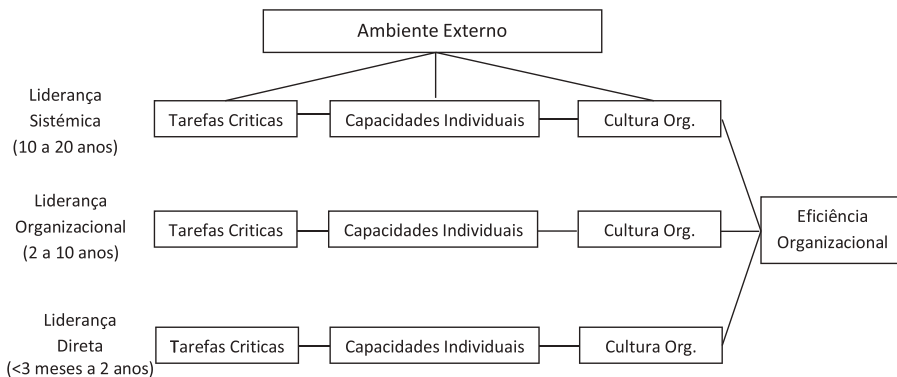 Ambiente Externo
Liderança
Sistémica
(10 a 20 anos)
Tarefas Criticas
Capacidades Individuais
Cultura Org.
Liderança
Organizacional
(2 a 10 anos)
Tarefas Criticas
Capacidades Individuais
Cultura Org.
Eficiência
Organizacional
Liderança
Direta
(<3 meses a 2 anos)
Tarefas Criticas
Capacidades Individuais
Cultura Org.